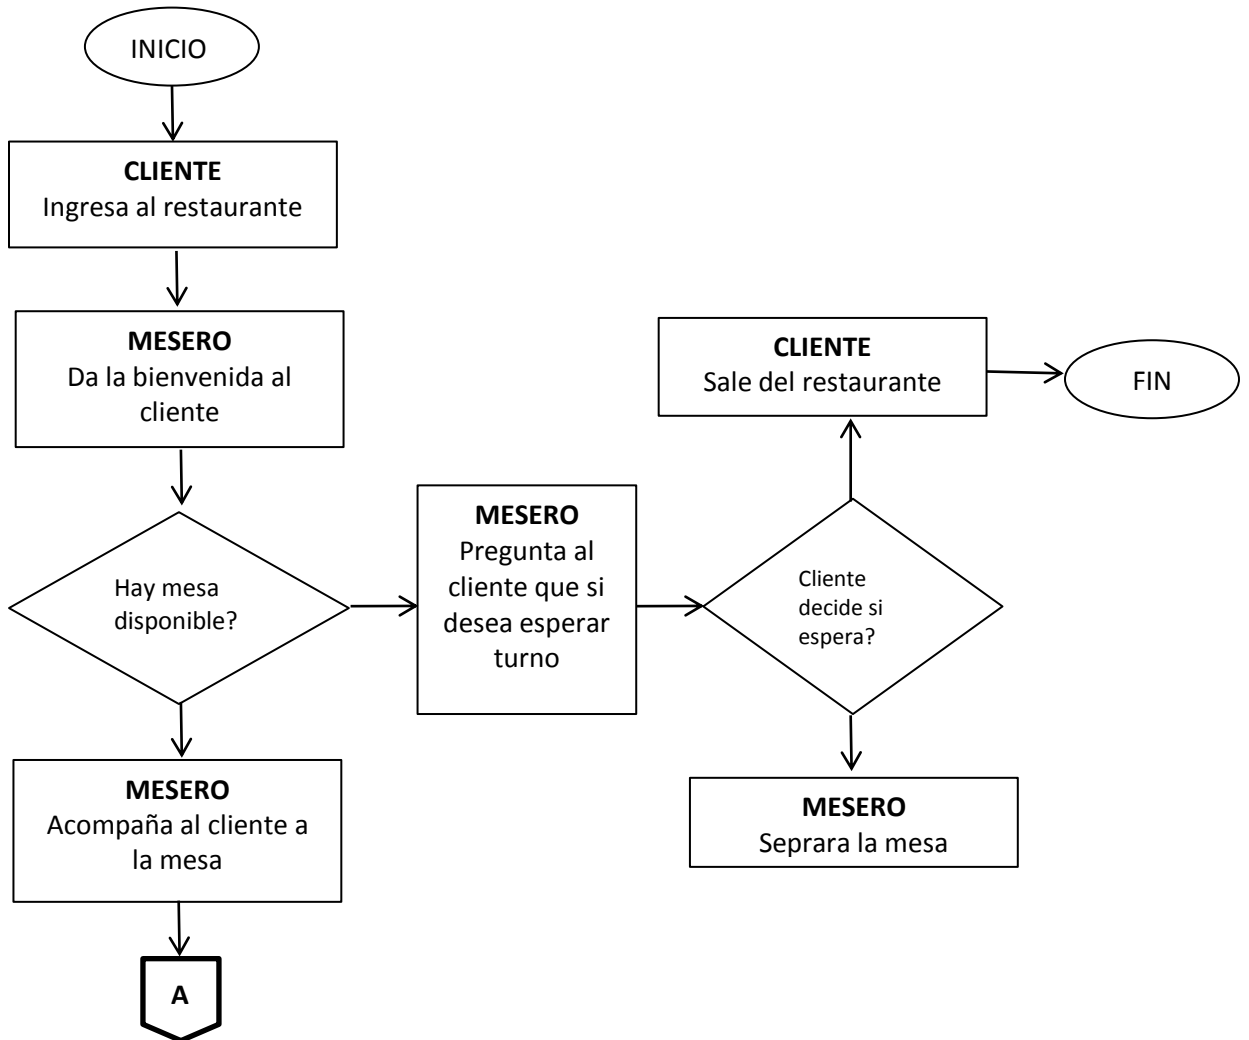 INICIO
CLIENTE
Ingresa al restaurante
MESERO
Da la bienvenida al
cliente
Hay mesa
disponible?
MESERO
Acompaña al cliente a
la mesa
A
MESERO
Pregunta al
cliente que si
desea esperar
turno
Cliente
decide si
espera?
CLIENTE
Sale del restaurante
FIN
MESERO
Seprara la mesa